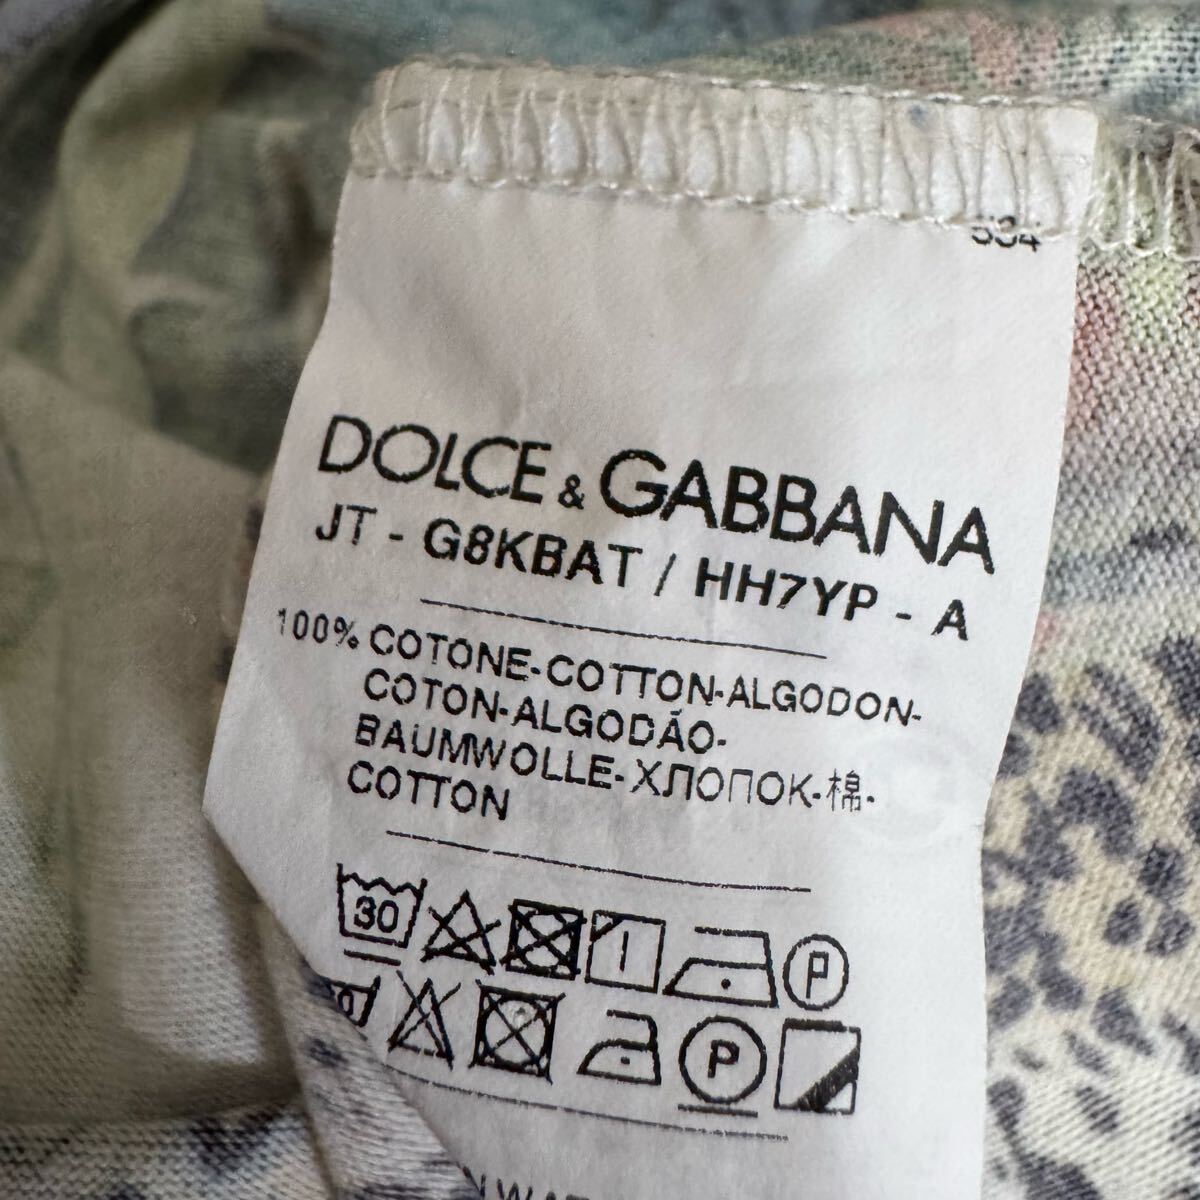 DOLCE & GABBANA
JT - G8KBAT / HH7YP - A
100% COTONE-COTTON-ALGODON-
COTON-ALGODÃO-
BAUMWOLLE-ХЛОПОК-棉-
COTTON
30 P
P